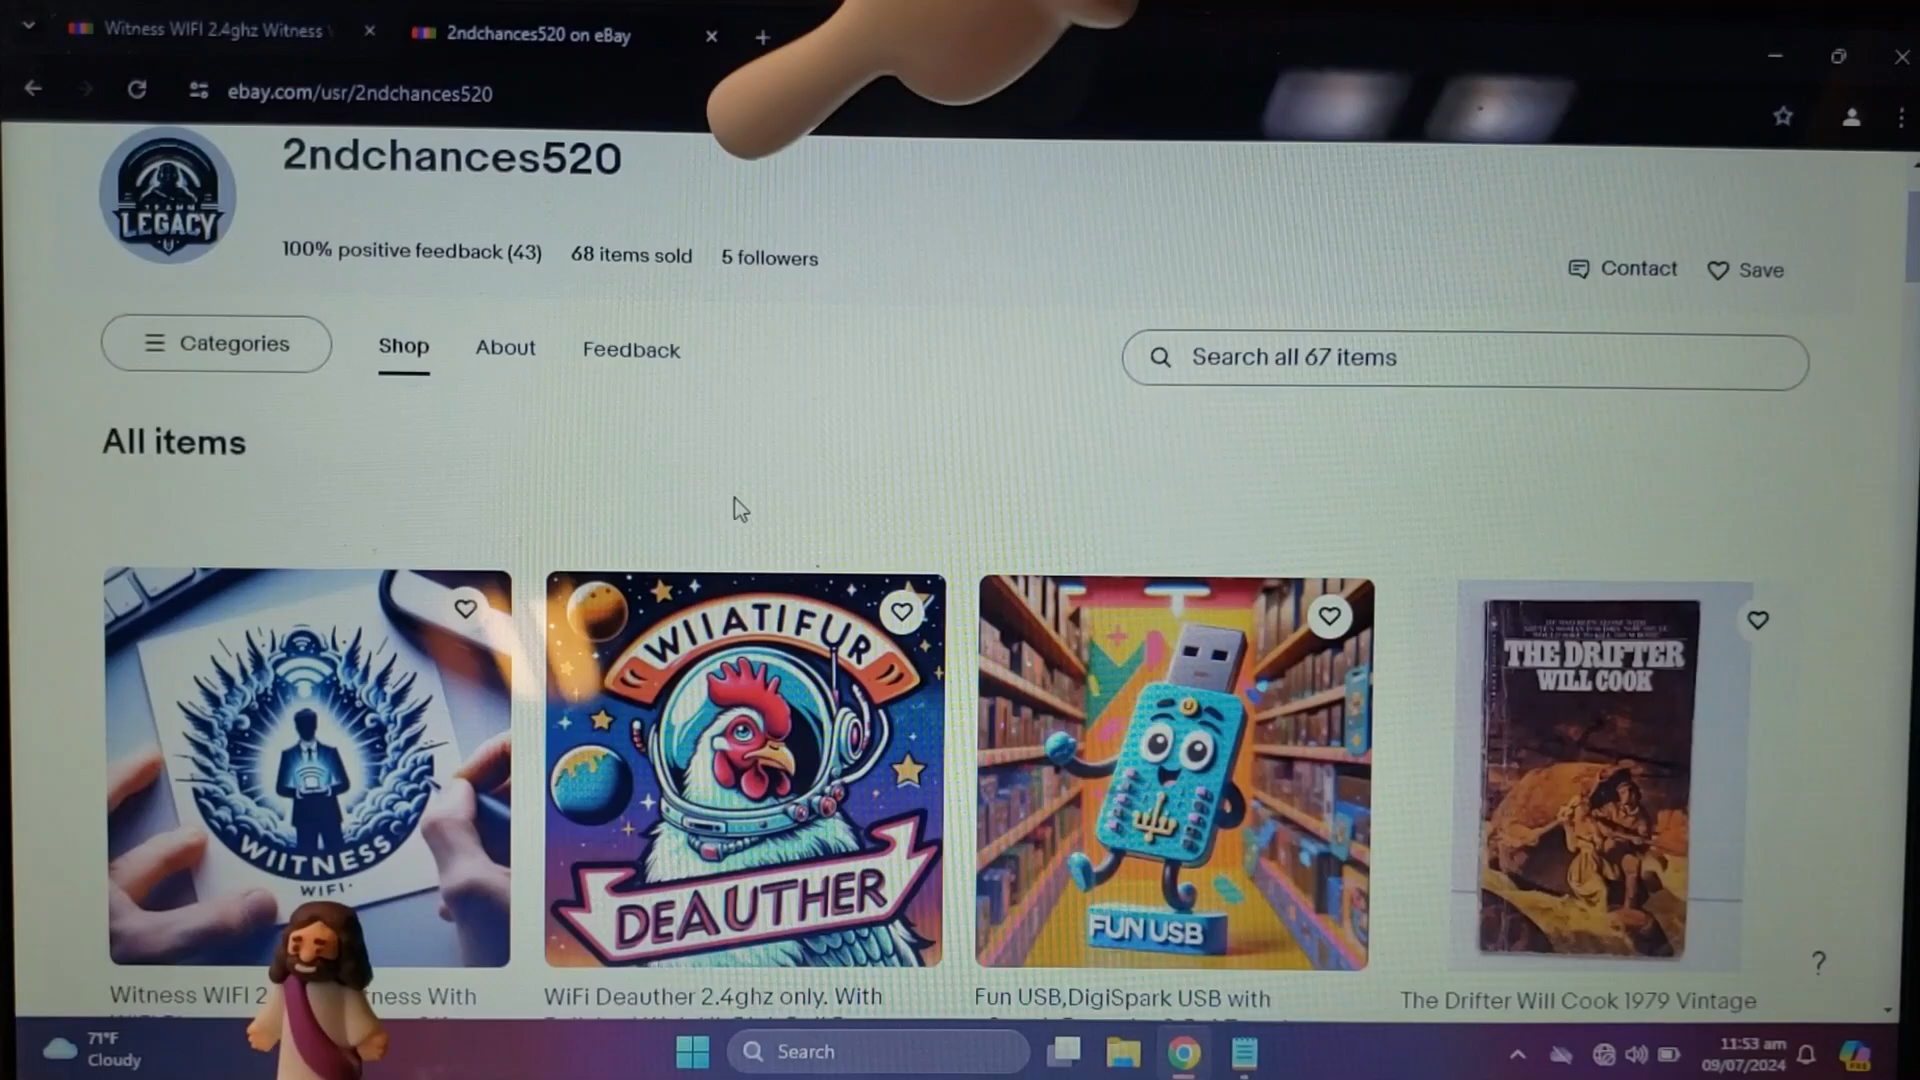 Witness WIFI 2.4ghz Witness
2ndchances520 on eBay
ebay.com/usr/2ndchances520
LEGACY
2ndchances520
100% positive feedback (43) 68 items sold 5 followers
Contact Save
Categories Shop About Feedback
Search all 67 items
All items
WIITNESS
WIFI
WIIATIFUR
DEAUTHER
FUN USB
THE DRIFTER
WILL COOK
Witness WIFI 2 ness With
WiFi Deauther 2.4ghz only. With
Fun USB,DigiSpark USB with
The Drifter Will Cook 1979 Vintage
?
71°F
Cloudy
Search
11:53 am
09/07/2024